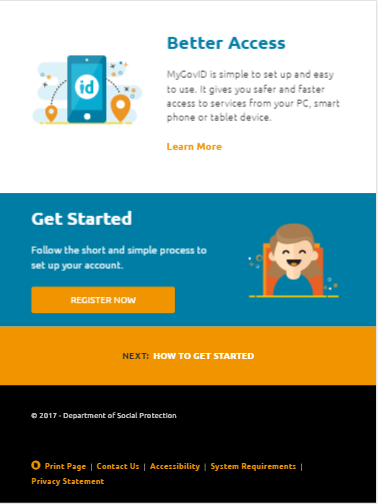 Better Access
id
MyGovID is simple to set up and easy
to use. It gives you safer and faster
access to services from your PC, smart
phone or tablet device.
Learn More
Get Started
Follow the short and simple process to
set up your account.
REGISTER NOW
NEXT: HOW TO GET STARTED
© 2017 - Department of Social Protection
Print Page | Contact Us | Accessibility | System Requirements |
Privacy Statement